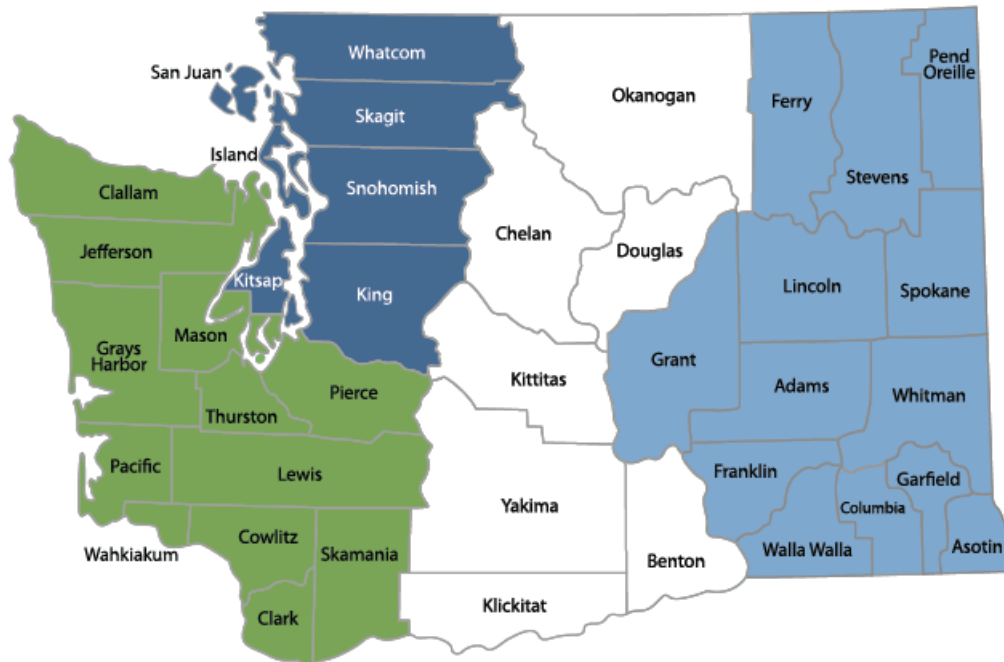 Whatcom
San Juan
Skagit
Island
Snohomish
Clallam
Jefferson
Kitsap
King
Mason
Grays
Harbor
Thurston
Pierce
Pacific
Lewis
Wahkiakum
Cowlitz
Skamania
Clark
Okanogan
Chelan
Douglas
Kittitas
Yakima
Benton
Klickitat
Ferry
Pend
Oreille
Stevens
Lincoln
Spokane
Grant
Adams
Whitman
Franklin
Garfield
Columbia
Walla Walla
Asotin